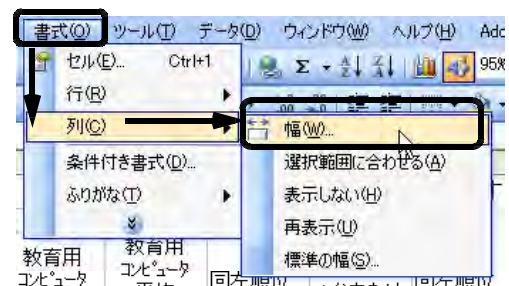 書式(O) ツール(T) データ(D) ウィンドウ(W) ヘルプ(H) Ado
セル(E)... Ctrl+1
95%
行(R)
列(C)
幅(W)...
条件付き書式(D)...
選択範囲に合わせる(A)
ふりがな(T)
表示しない(H)
再表示(U)
標準の幅(S)...
教育用
コンピュータ
教育用
コンピュータ